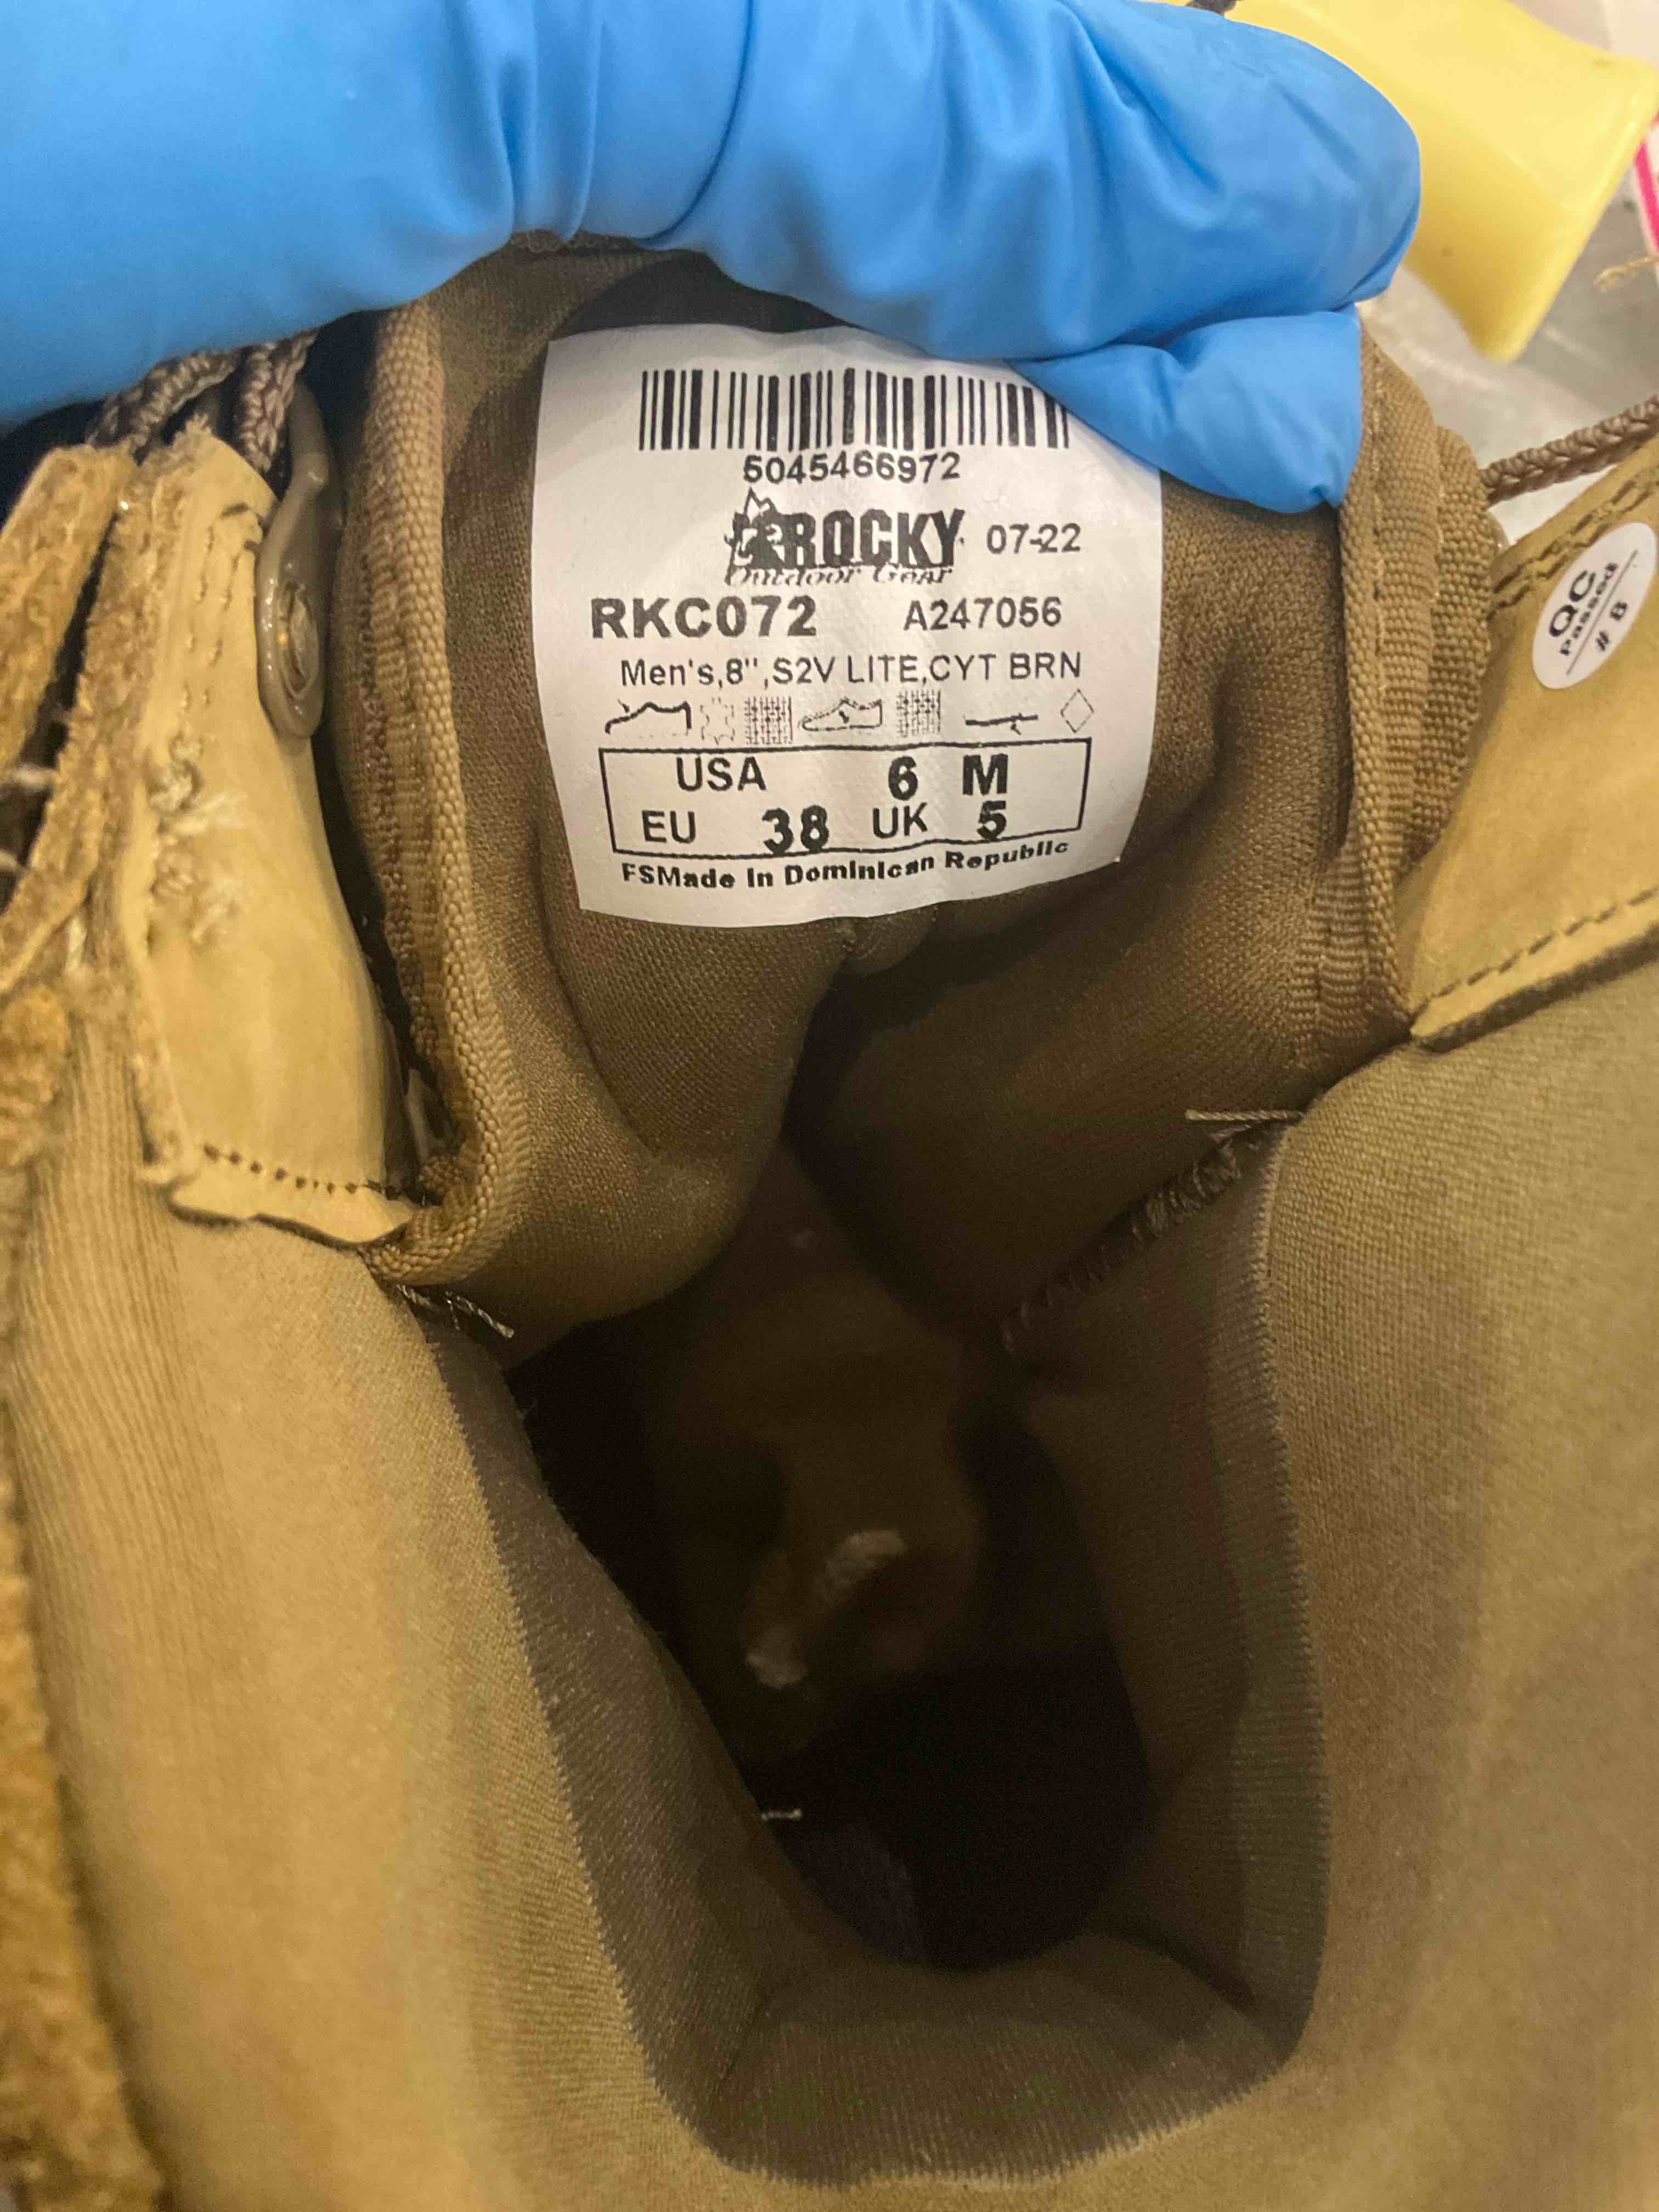 5045466972
ROCKY 07-22
Outdoor Gear
RKC072 A247056
Men's,8",S2V LITE,CYT BRN
USA 6 M
EU 38 UK 5
FSMade In Dominican Republic
QC
Passed
# 8